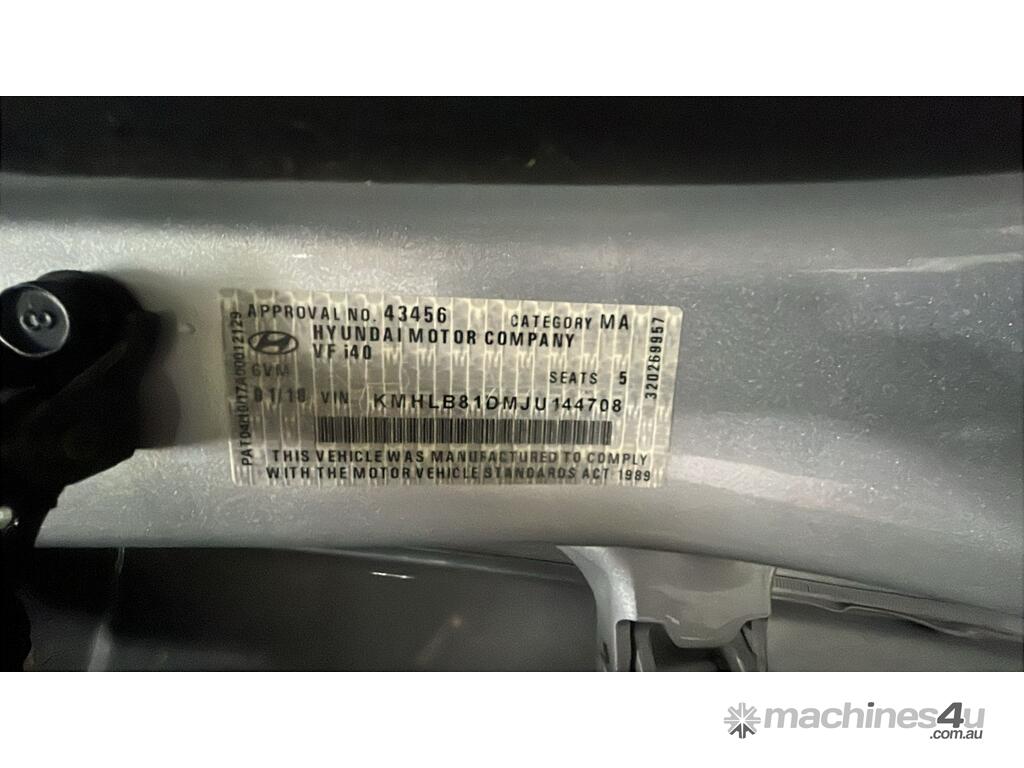 APPROVAL NO. 43456 CATEGORY MA
HYUNDAI MOTOR COMPANY
VF i40
GVM
SEATS 5
01/18 VIN KMHLB81DMJU144708
THIS VEHICLE WAS MANUFACTURED TO COMPLY
WITH THE MOTOR VEHICLE STANDARDS ACT 1989
320269957
8
machines4u
.com.au